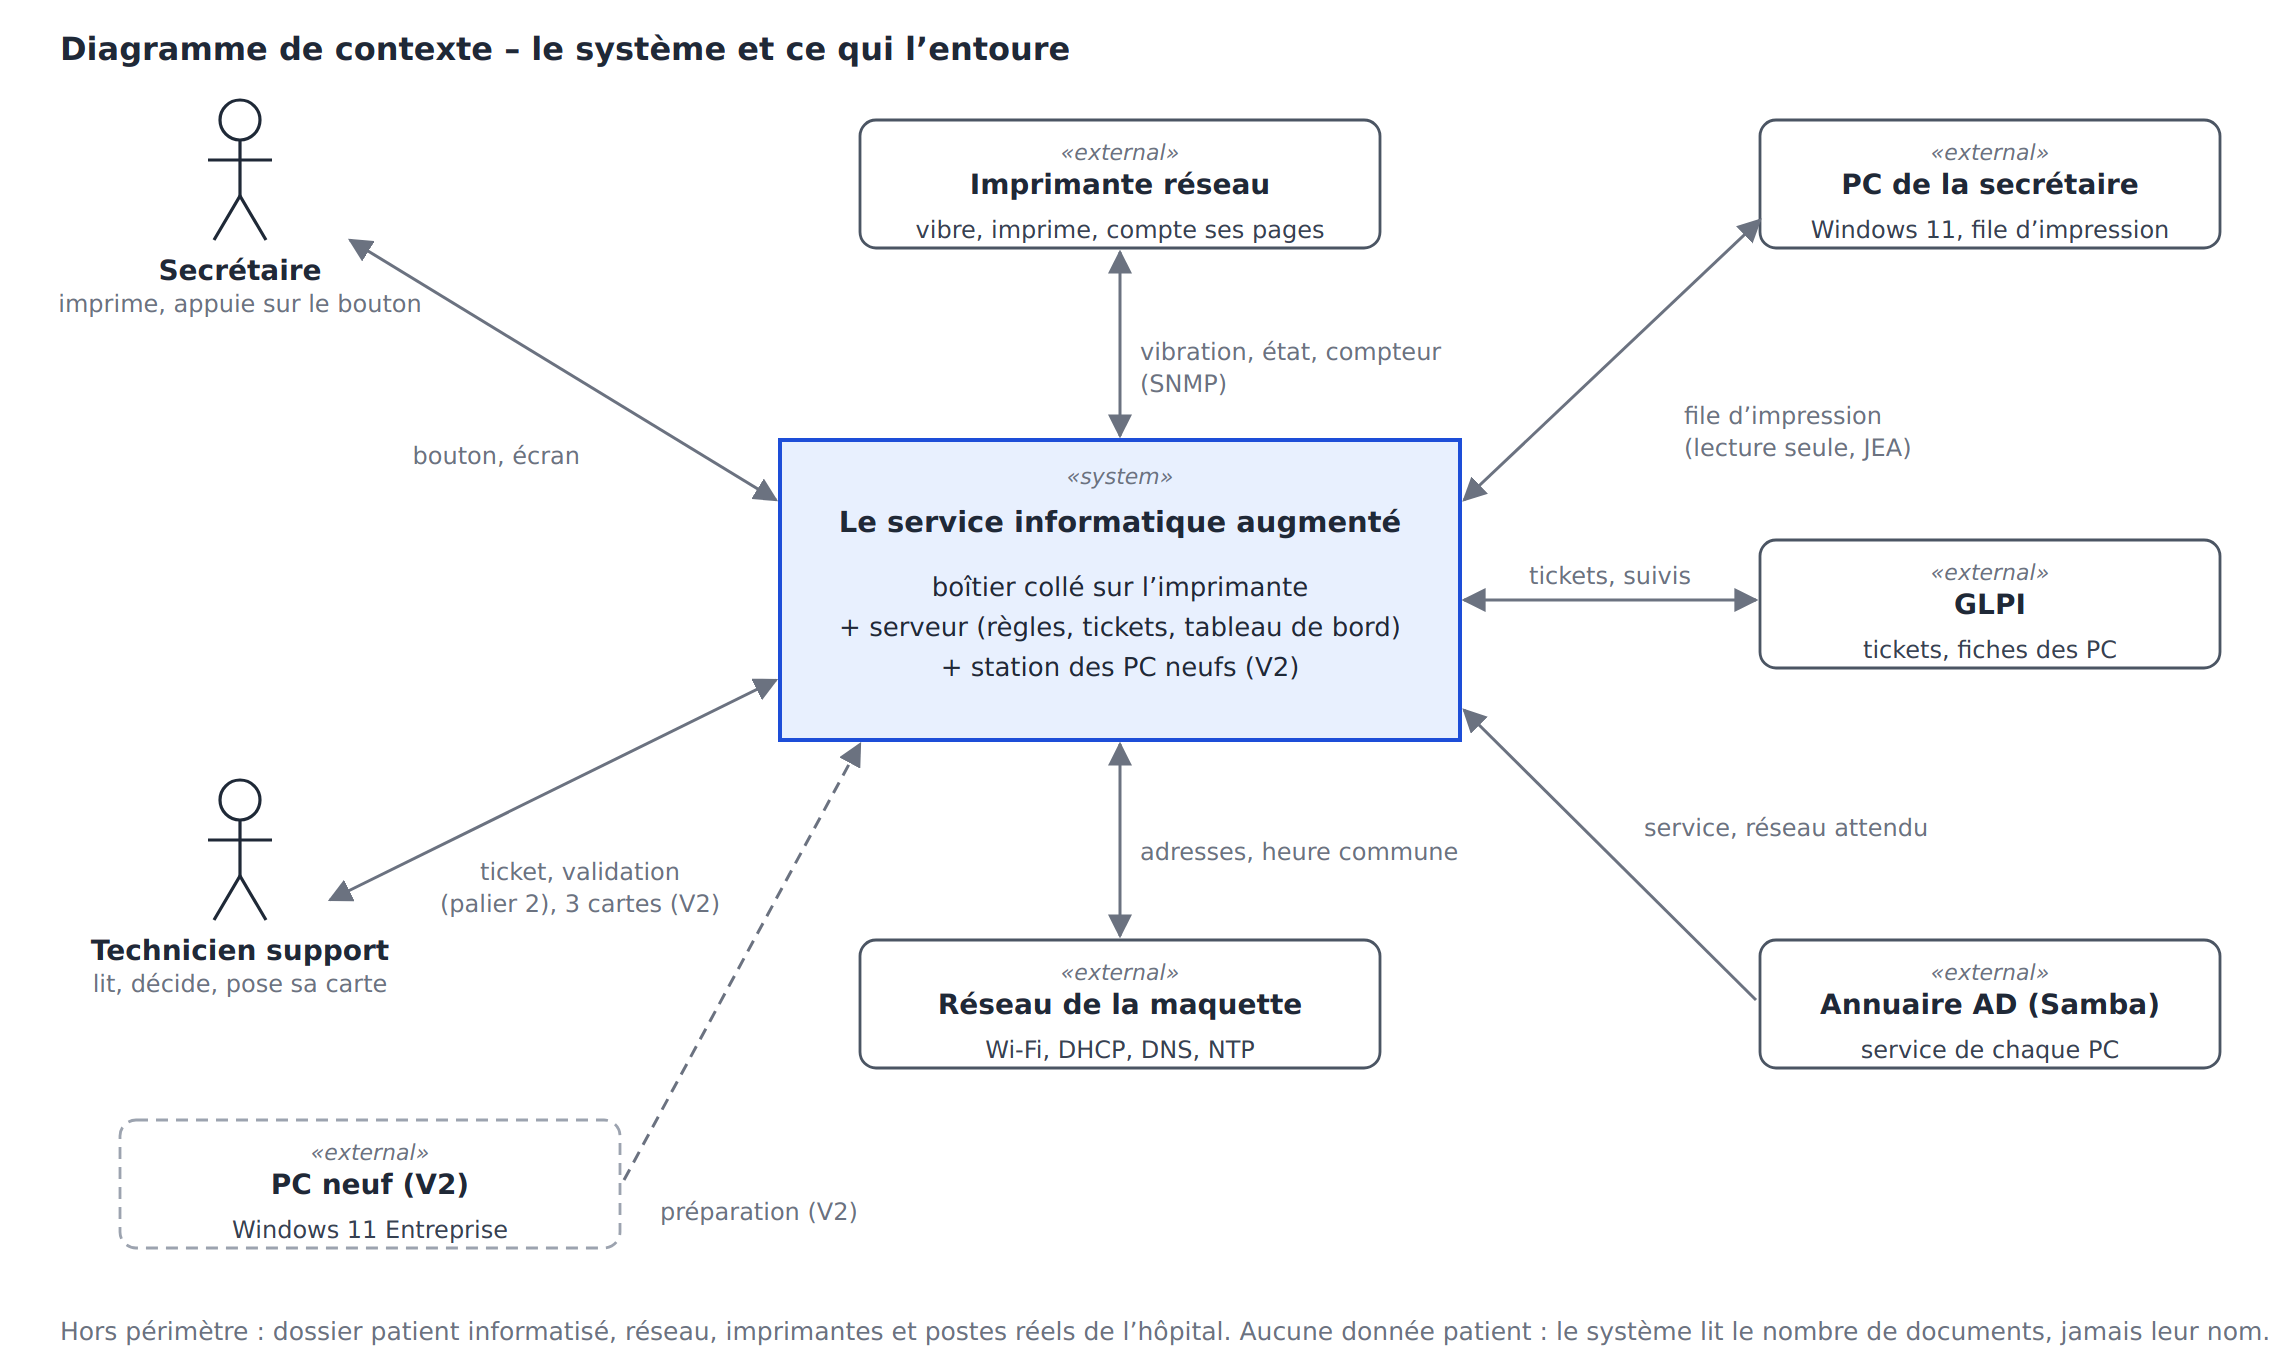 Diagramme de contexte – le système et ce qui l’entoure
Secrétaire
imprime, appuie sur le bouton
«external»
Imprimante réseau
vibre, imprime, compte ses pages
«external»
PC de la secrétaire
Windows 11, file d’impression
vibration, état, compteur
(SNMP)
bouton, écran
file d’impression
(lecture seule, JEA)
«system»
Le service informatique augmenté
boîtier collé sur l’imprimante
+ serveur (règles, tickets, tableau de bord)
+ station des PC neufs (V2)
tickets, suivis
«external»
GLPI
tickets, fiches des PC
Technicien support
lit, décide, pose sa carte
ticket, validation
(palier 2), 3 cartes (V2)
adresses, heure commune
service, réseau attendu
«external»
Réseau de la maquette
Wi-Fi, DHCP, DNS, NTP
«external»
Annuaire AD (Samba)
service de chaque PC
«external»
PC neuf (V2)
Windows 11 Entreprise
préparation (V2)
Hors périmètre : dossier patient informatisé, réseau, imprimantes et postes réels de l’hôpital. Aucune donnée patient : le système lit le nombre de documents, jamais leur nom.